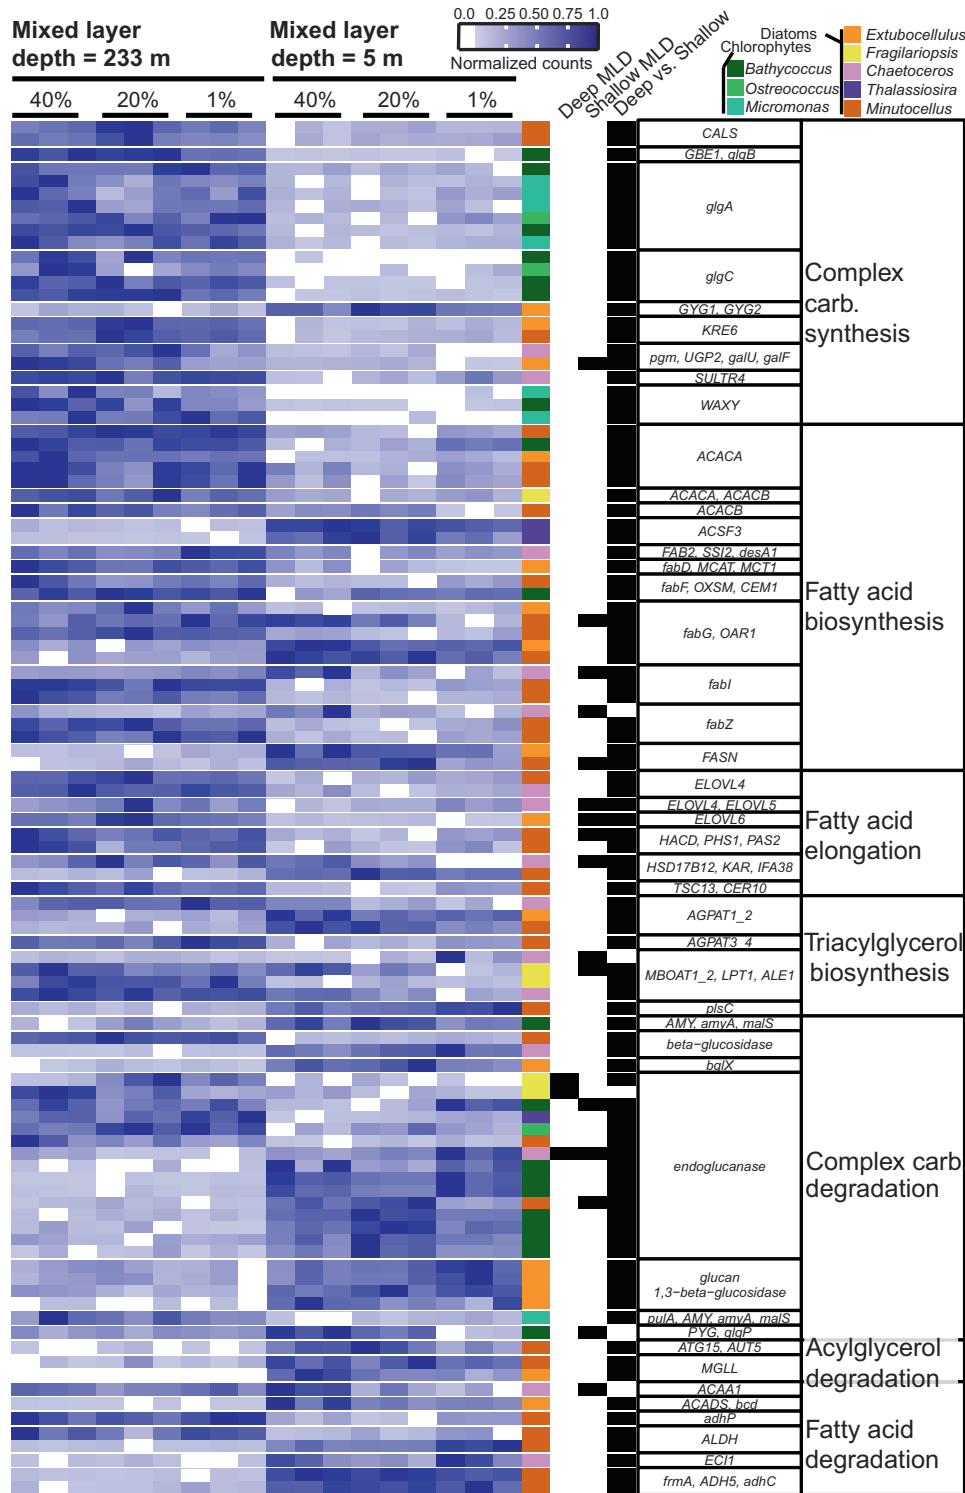 Mixed layer
depth = 233 m
Mixed layer
depth = 5 m
0.0 0.25 0.50 0.75 1.0
Normalized counts
Deep MLD
Shallow MLD
Deep vs. Shallow
Diatoms
Chlorophytes
Bathycoccus
Ostreococcus
Micromonas
Extubocellulus
Fragilariopsis
Chaetoceros
Thalassiosira
Minutocellus
40% 20% 1% 40% 20% 1%
CALS
GBE1, glgB
glgA
glgC
GYG1, GYG2
KRE6
pgm, UGP2, galU, galF
SULTR4
WAXY
Complex
carb.
synthesis
ACACA
ACACA, ACACB
ACACB
ACSF3
FAB2, SSI2, desA1
fabD, MCAT, MCT1
fabF, OXSM, CEM1
fabG, OAR1
fabI
fabZ
FASN
Fatty acid
biosynthesis
ELOVL4
ELOVL4, ELOVL5
ELOVL6
HACD, PHS1, PAS2
HSD17B12, KAR, IFA38
TSC13, CER10
Fatty acid
elongation
AGPAT1_2
AGPAT3_4
MBOAT1_2, LPT1, ALE1
plsC
Triacylglycerol
biosynthesis
AMY, amyA, malS
beta−glucosidase
bglX
endoglucanase
glucan
1,3−beta−glucosidase
pulA, AMY, amyA, malS
PYG, glgP
Complex carb
degradation
ATG15, AUT5
MGLL
Acylglycerol
degradation
ACAA1
ACADS, bcd
adhP
ALDH
ECI1
frmA, ADH5, adhC
Fatty acid
degradation